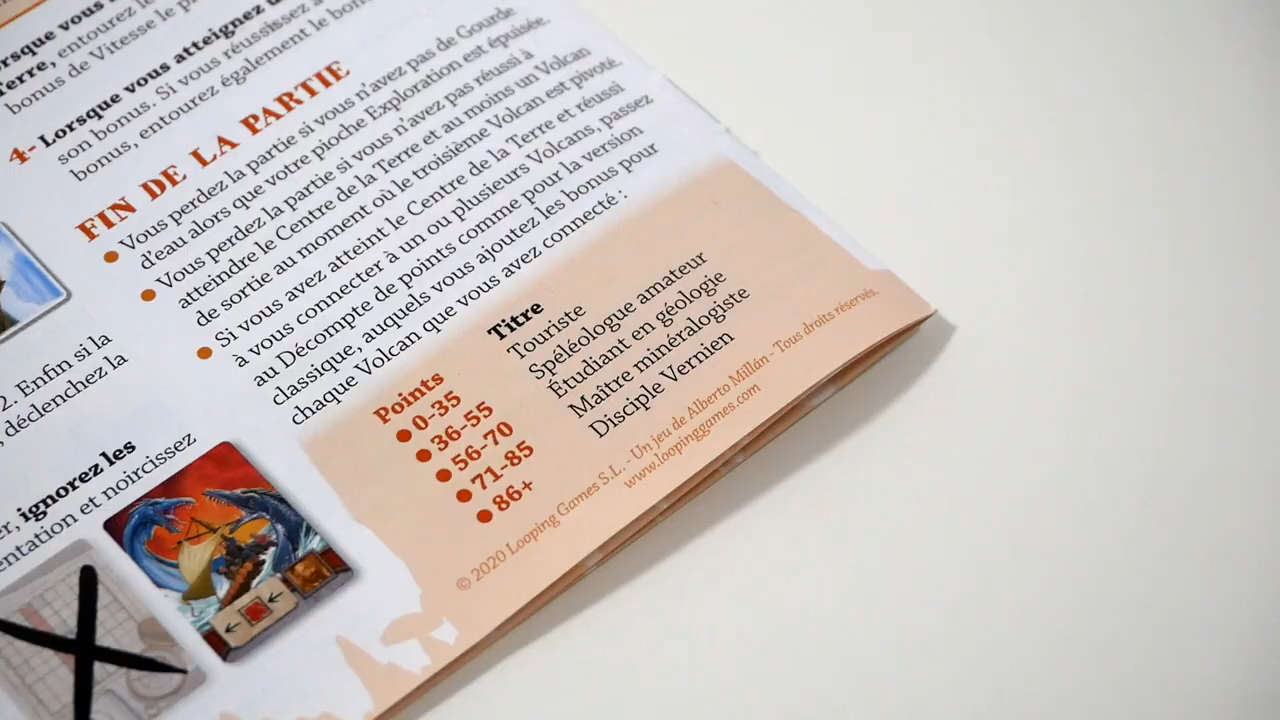 orsque vous
Terre, entourez le
bonus de Vitesse le
4- Lorsque vous atteignez
son bonus. Si vous réussissez à
bonus, entourez également le
FIN DE LA PARTIE
Vous perdez la partie si vous n'avez pas de Gourde
d'eau alors que votre pioche Exploration est épuisée.
Vous perdez la partie si vous n'avez pas réussi à
atteindre le Centre de la Terre et au moins un Volcan
de sortie au moment où le troisième Volcan est pivoté.
Si vous avez atteint le Centre de la Terre et réussi
à vous connecter à un ou plusieurs Volcans, passez
au Décompte de points comme pour la version
classique, auquels vous ajoutez les bonus pour
chaque Volcan que vous avez connecté :
2. Enfin si la
, déclenchez la
er, ignorez les
entation et noircissez
Points Titre
0-35 Touriste
36-55 Spéléologue amateur
56-70 Étudiant en géologie
71-85 Maître minéralogiste
86+ Disciple Vernien
© 2020 Looping Games S.L. - Un jeu de Alberto Millán - Tous droits réservés.
www.loopinggames.com